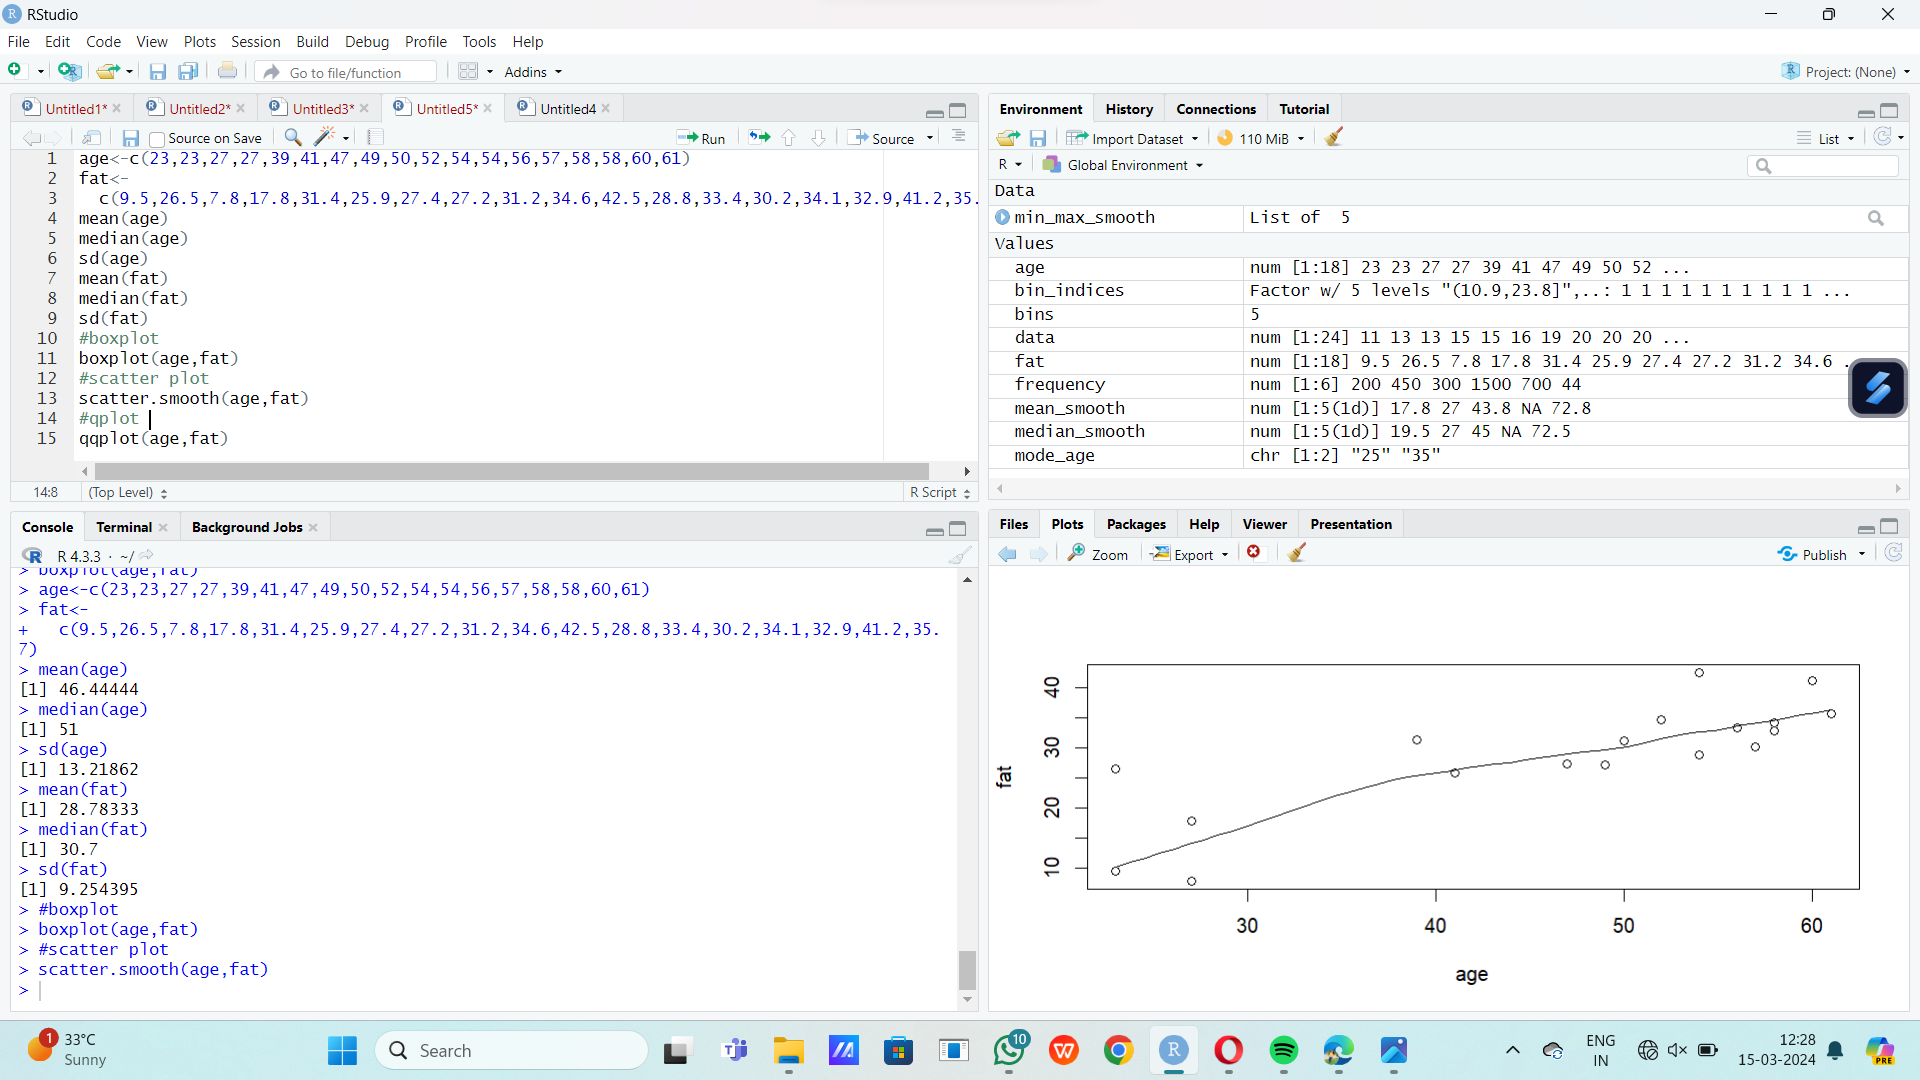 RStudio
File Edit Code View Plots Session Build Debug Profile Tools Help
Go to file/function Addins Project: (None)
Untitled1* Untitled2* Untitled3* Untitled5* Untitled4
Source on Save Run Source
1 age<-c(23,23,27,27,39,41,47,49,50,52,54,54,56,57,58,58,60,61)
2 fat<-
3 c(9.5,26.5,7.8,17.8,31.4,25.9,27.4,27.2,31.2,34.6,42.5,28.8,33.4,30.2,34.1,32.9,41.2,35.
4 mean(age)
5 median(age)
6 sd(age)
7 mean(fat)
8 median(fat)
9 sd(fat)
10 #boxplot
11 boxplot(age,fat)
12 #scatter plot
13 scatter.smooth(age,fat)
14 #qplot
15 qqplot(age,fat)
14:8 (Top Level) R Script
Console Terminal Background Jobs
R 4.3.3 · ~/
> boxplot(age,fat)
> age<-c(23,23,27,27,39,41,47,49,50,52,54,54,56,57,58,58,60,61)
> fat<-
+ c(9.5,26.5,7.8,17.8,31.4,25.9,27.4,27.2,31.2,34.6,42.5,28.8,33.4,30.2,34.1,32.9,41.2,35.
7)
> mean(age)
[1] 46.44444
> median(age)
[1] 51
> sd(age)
[1] 13.21862
> mean(fat)
[1] 28.78333
> median(fat)
[1] 30.7
> sd(fat)
[1] 9.254395
> #boxplot
> boxplot(age,fat)
> #scatter plot
> scatter.smooth(age,fat)
>
Environment History Connections Tutorial
Import Dataset 110 MiB List
R Global Environment
Data
min_max_smooth List of 5
Values
age num [1:18] 23 23 27 27 39 41 47 49 50 52 ...
bin_indices Factor w/ 5 levels "(10.9,23.8]",..: 1 1 1 1 1 1 1 1 1 1 ...
bins 5
data num [1:24] 11 13 13 15 15 16 19 20 20 20 ...
fat num [1:18] 9.5 26.5 7.8 17.8 31.4 25.9 27.4 27.2 31.2 34.6 .
frequency num [1:6] 200 450 300 1500 700 44
mean_smooth num [1:5(1d)] 17.8 27 43.8 NA 72.8
median_smooth num [1:5(1d)] 19.5 27 45 NA 72.5
mode_age chr [1:2] "25" "35"
Files Plots Packages Help Viewer Presentation
Zoom Export Publish
fat
40
30
20
10
30 40 50 60
age
1 33°C
Sunny
Search
10
ENG
IN
12:28
15-03-2024
PRE